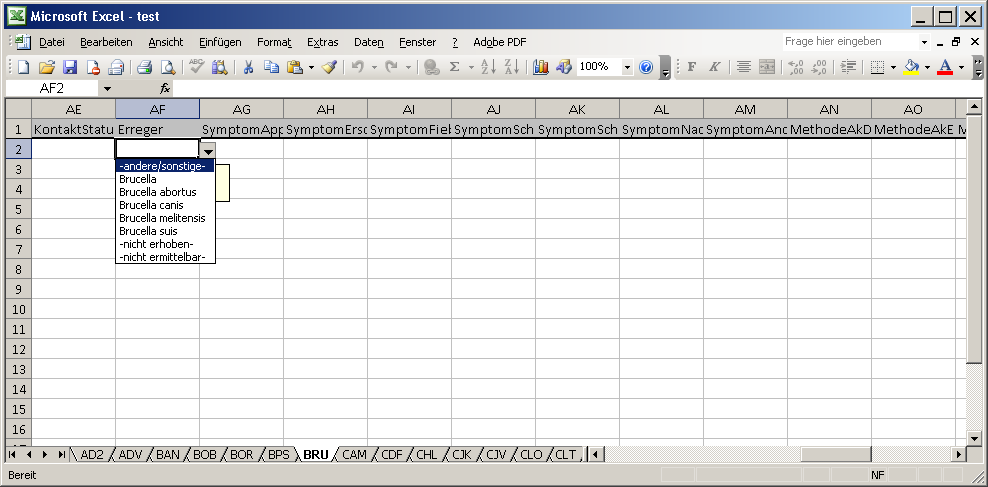 Microsoft Excel - test
Datei Bearbeiten Ansicht Einfügen Format Extras Daten Fenster ? Adobe PDF Frage hier eingeben
ABC Σ A Z Z A 100% ? F K A
AF2 fx
AE AF AG AH AI AJ AK AL AM AN AO
1 KontaktStatu Erreger SymptomApp SymptomErsc SymptomFieb SymptomSch SymptomSch SymptomNac SymptomAnd MethodeAkD MethodeAkE M
2
-andere/sonstige-
3 Brucella
4 Brucella abortus
5 Brucella canis
Brucella melitensis
6 Brucella suis
7 -nicht erhoben-
-nicht ermittelbar-
8
9
10
11
12
13
14
15
16
AD2 ADV BAN BOB BOR BPS BRU CAM CDF CHL CJK CJV CLO CLT
Bereit NF